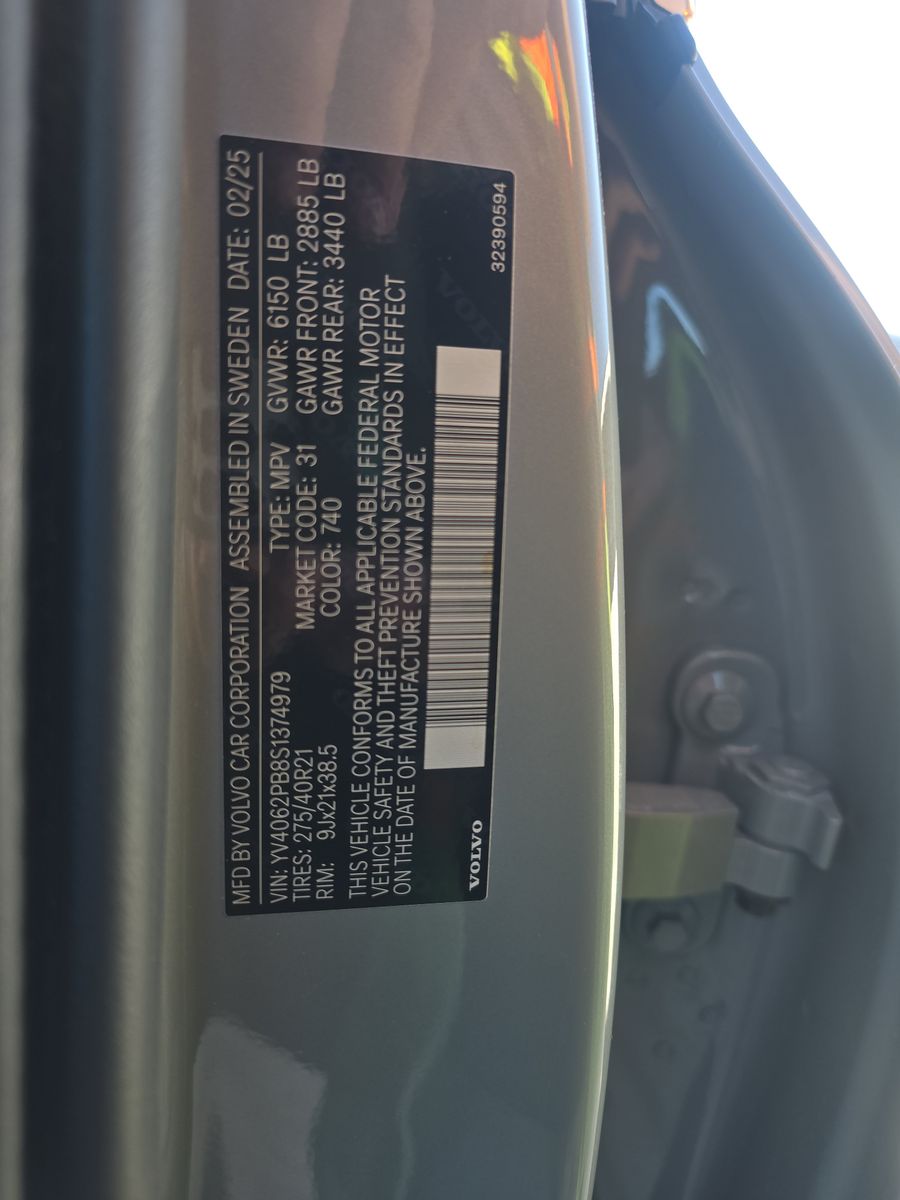 MFD BY VOLVO CAR CORPORATION ASSEMBLED IN SWEDEN DATE: 02/25
VIN: YV4062PB8S1374979 TYPE: MPV GVWR: 6150 LB
TIRES: 275/40R21 MARKET CODE: 31 GAWR FRONT: 2885 LB
RIM: 9Jx21x38.5 COLOR: 740 GAWR REAR: 3440 LB
THIS VEHICLE CONFORMS TO ALL APPLICABLE FEDERAL MOTOR
VEHICLE SAFETY AND THEFT PREVENTION STANDARDS IN EFFECT
ON THE DATE OF MANUFACTURE SHOWN ABOVE.
VOLVO
VOLVO
32390594